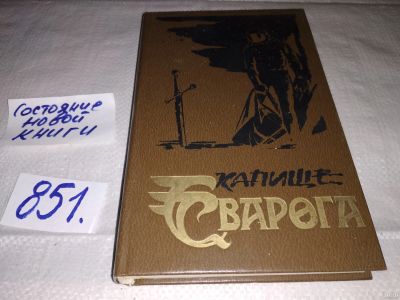 Состояние
новой
книги
851.
КАПИЩЕ
СВАРОГА